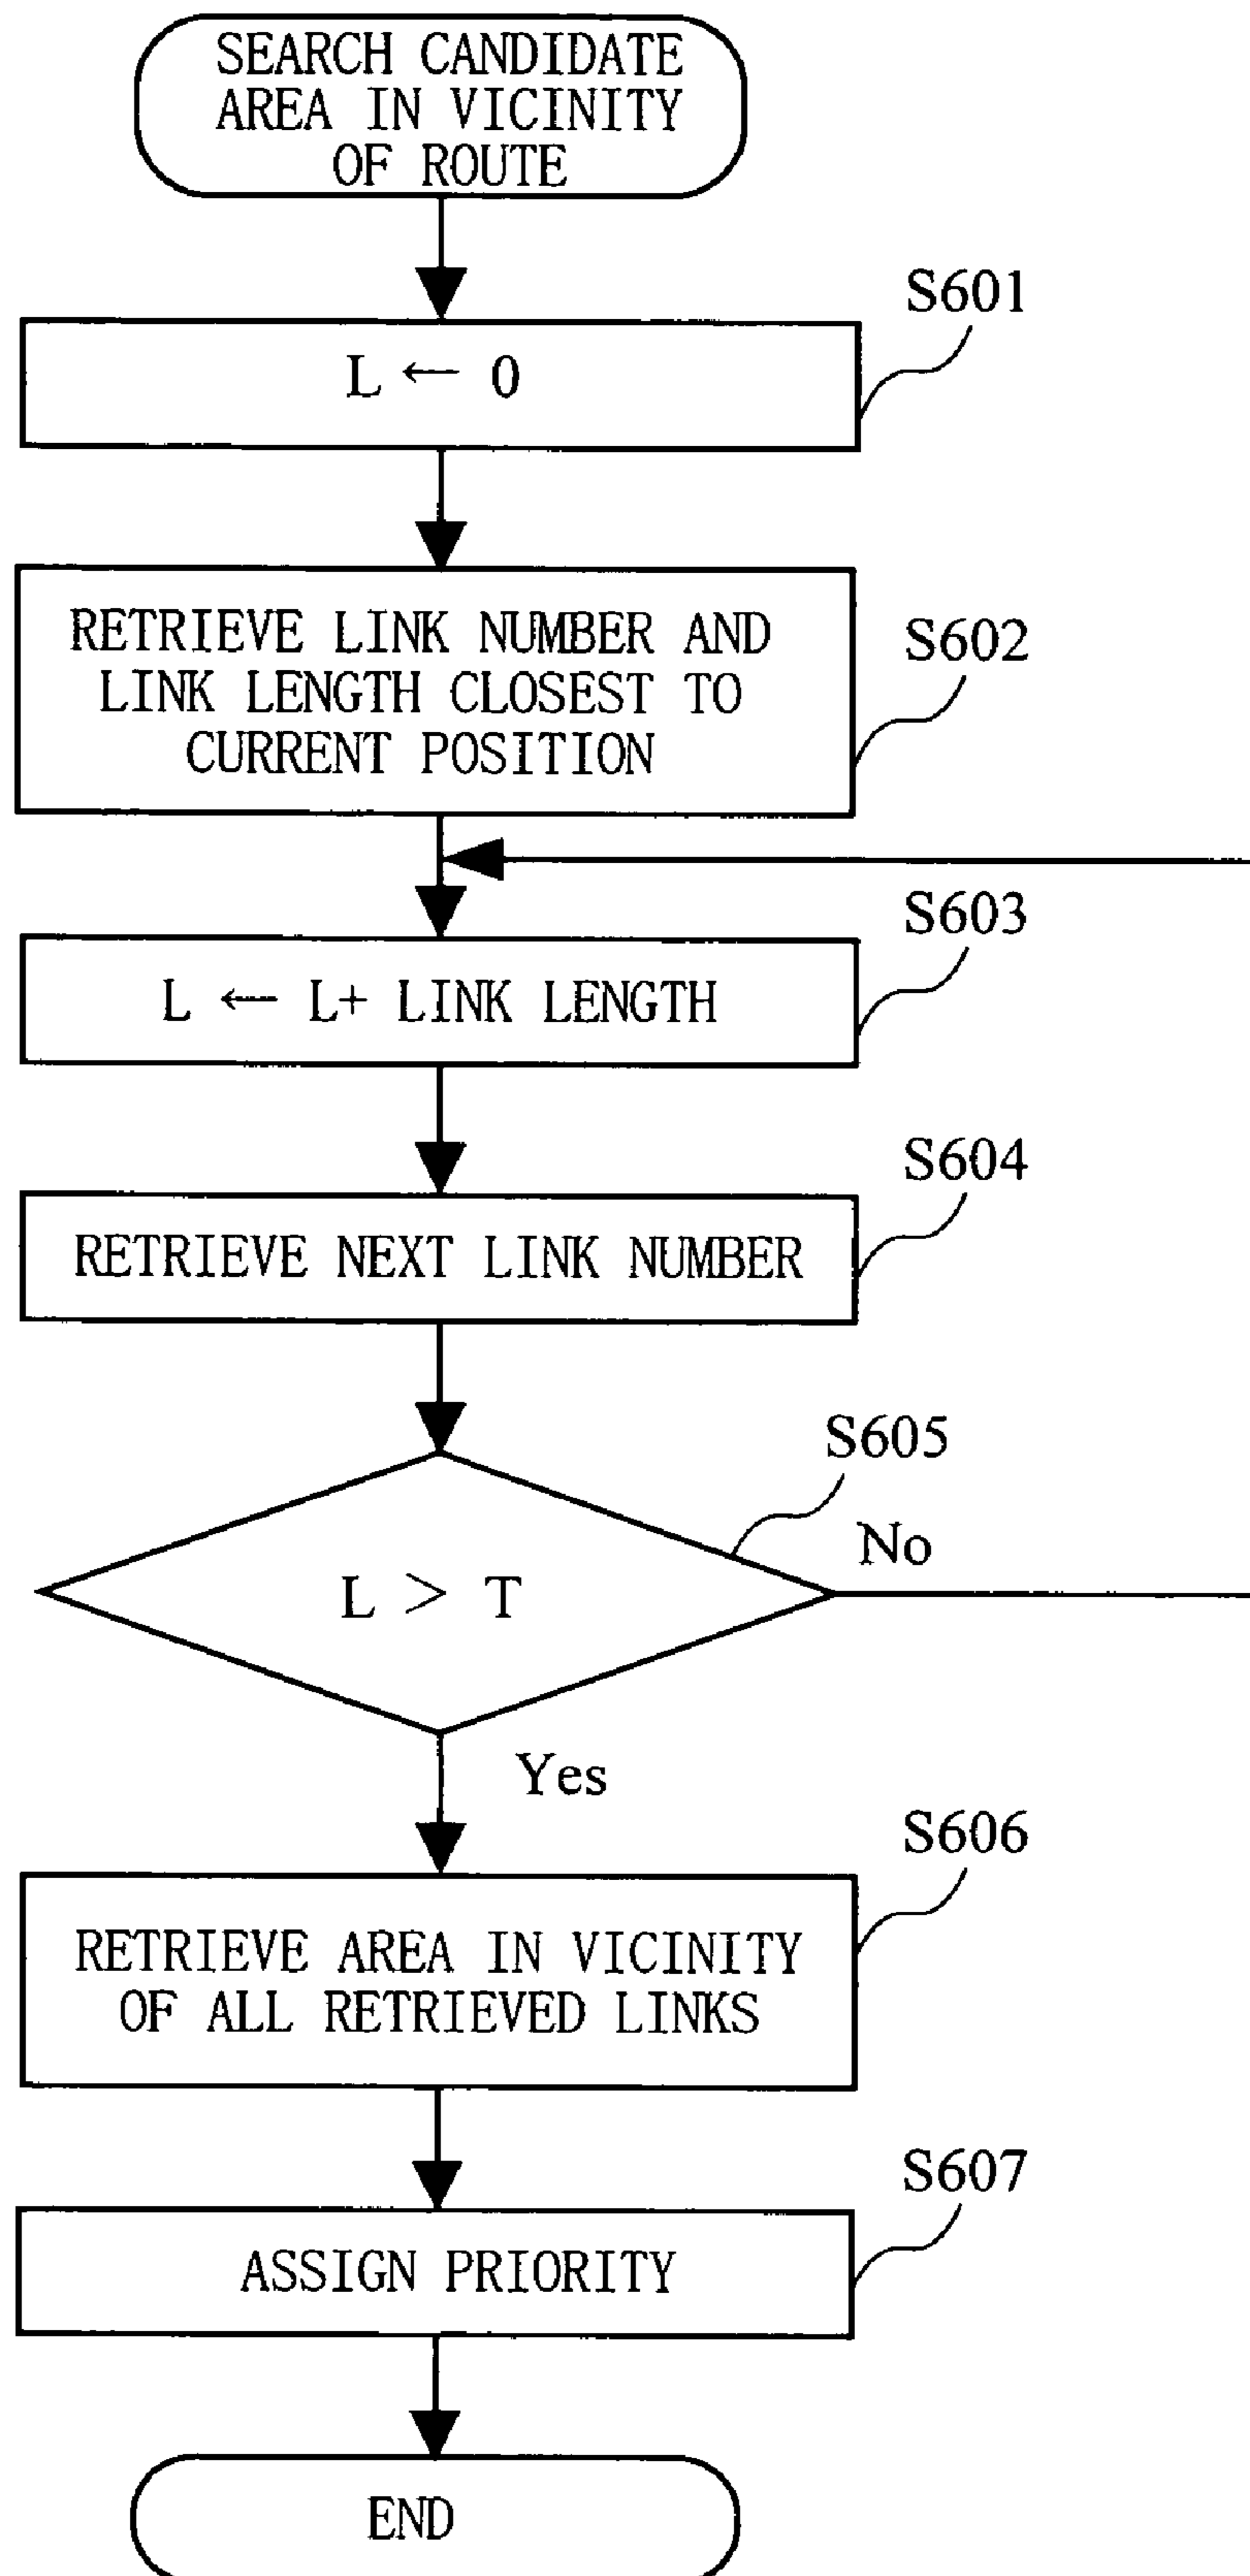 SEARCH CANDIDATE
AREA IN VICINITY
OF ROUTE
S601
L ← 0
S602
RETRIEVE LINK NUMBER AND
LINK LENGTH CLOSEST TO
CURRENT POSITION
S603
L ← L+ LINK LENGTH
S604
RETRIEVE NEXT LINK NUMBER
S605
No
L > T
Yes
S606
RETRIEVE AREA IN VICINITY
OF ALL RETRIEVED LINKS
S607
ASSIGN PRIORITY
END